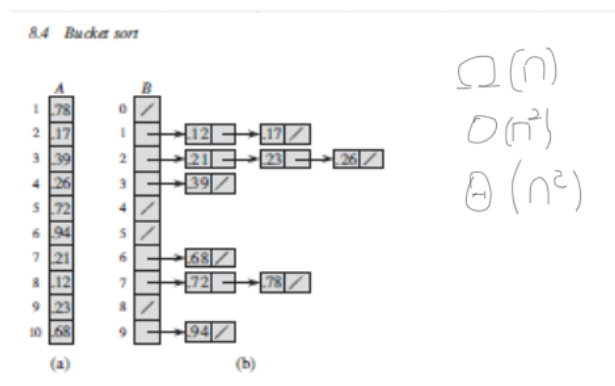 8.4 Bucket sort
A
1 .78
2 .17
3 .39
4 .26
5 .72
6 .94
7 .21
8 .12
9 .23
10 .68
(a)
B
0 /
1 .12 .17 /
2 .21 .23 .26 /
3 .39 /
4 /
5 /
6 .68 /
7 .72 .78 /
8 /
9 .94 /
(b)
Ω(n)
O(n²)
Θ(n²)